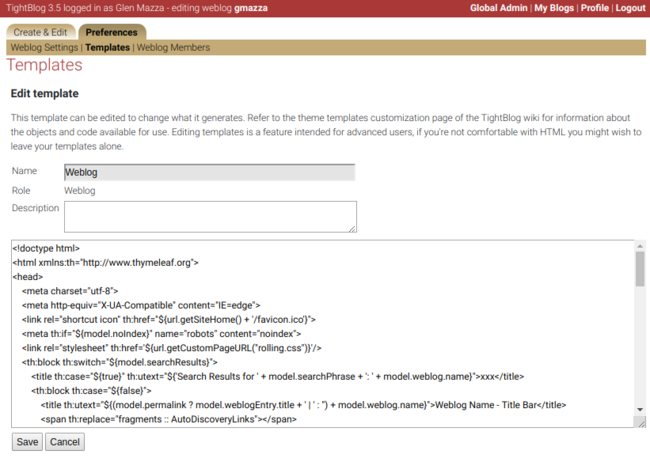 TightBlog 3.5 logged in as Glen Mazza - editing weblog gmazza
Global Admin | My Blogs | Profile | Logout
Create & Edit Preferences
Weblog Settings | Templates | Weblog Members
Templates
Edit template
This template can be edited to change what it generates. Refer to the theme templates customization page of the TightBlog wiki for information about
the objects and code available for use. Editing templates is a feature intended for advanced users, if you're not comfortable with HTML you might wish to
leave your templates alone.
Name Weblog
Role Weblog
Description
<!doctype html>
<html xmlns:th="http://www.thymeleaf.org">
<head>
<meta charset="utf-8">
<meta http-equiv="X-UA-Compatible" content="IE=edge">
<link rel="shortcut icon" th:href="${url.getSiteHome() + '/favicon.ico'}">
<meta th:if="${model.noIndex}" name="robots" content="noindex">
<link rel="stylesheet" th:href='${url.getCustomPageURL("rolling.css")}'/>
<th:block th:switch="${model.searchResults}">
<title th:case="${true}" th:utext="${'Search Results for ' + model.searchPhrase + ': ' + model.weblog.name}">xxx</title>
<th:block th:case="${false}">
<title th:utext="${(model.permalink ? model.weblogEntry.title + ' | ' : '') + model.weblog.name}">Weblog Name - Title Bar</title>
<span th:replace="fragments :: AutoDiscoveryLinks"></span>
Save Cancel